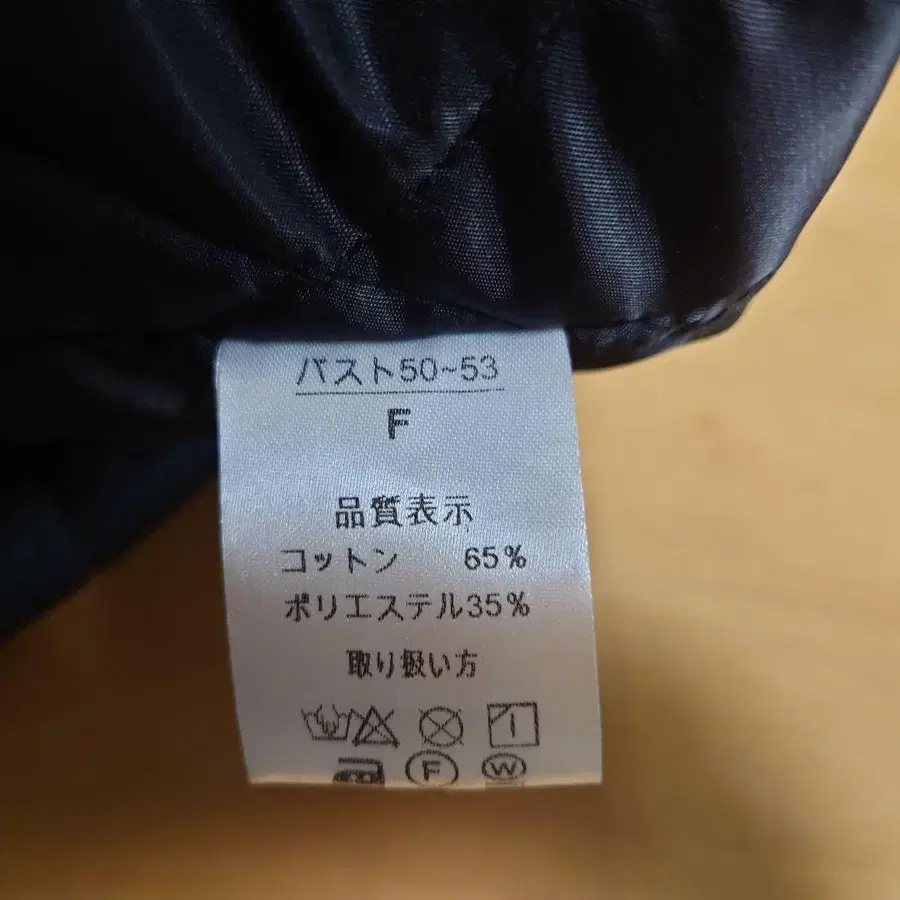 バスト50~53
F
品質表示
コットン 65%
ポリエステル35%
取り扱い方
F W